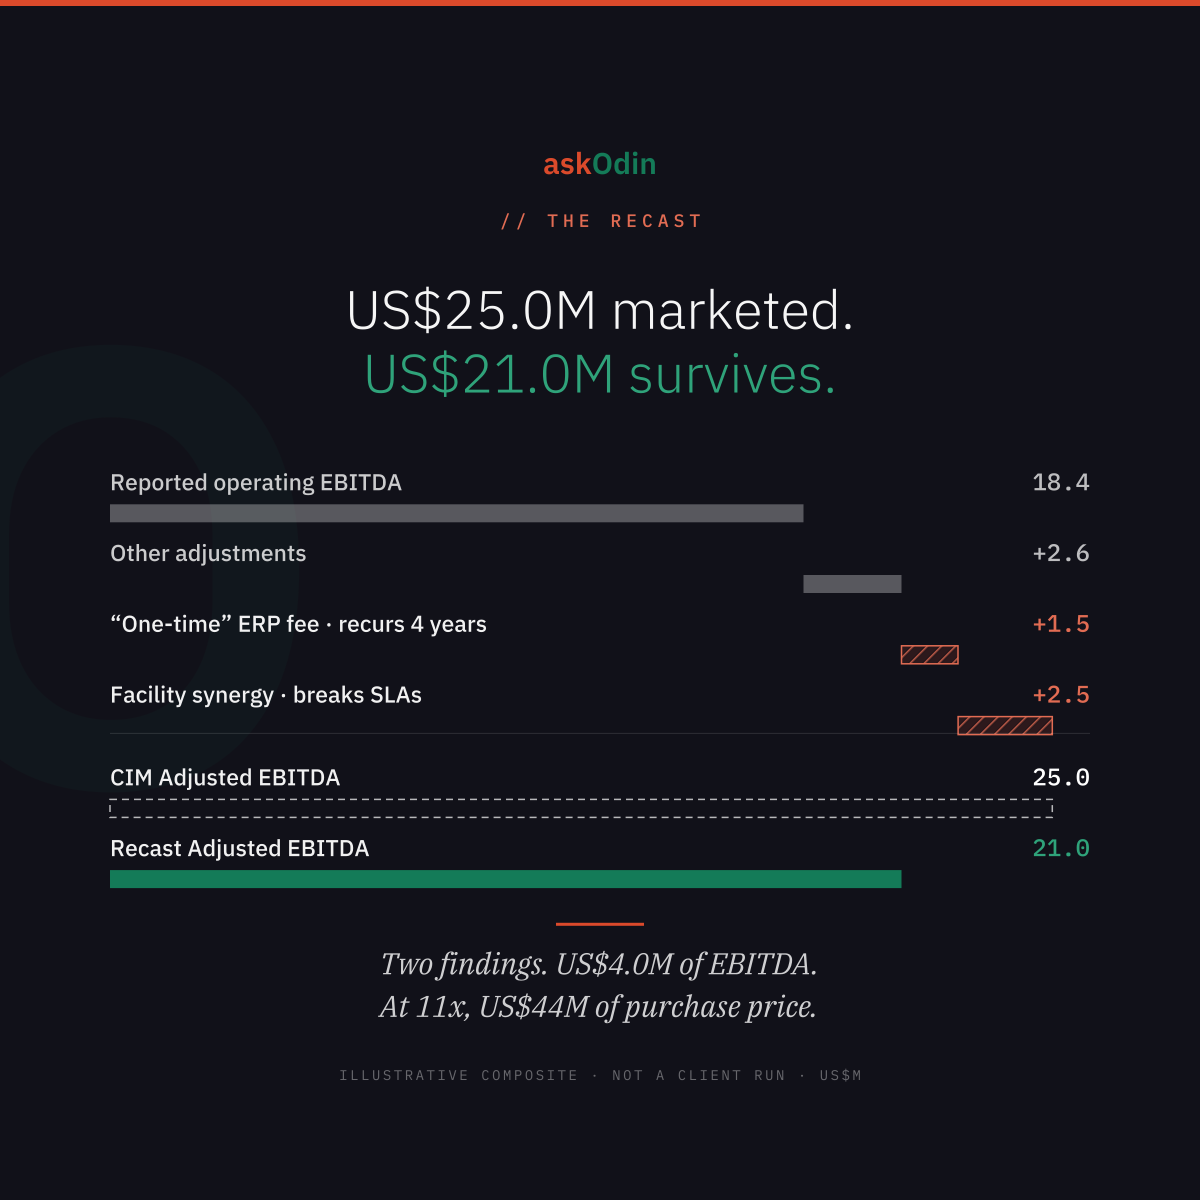 askOdin
// THE RECAST
US$25.0M marketed.
US$21.0M survives.
Reported operating EBITDA 18.4
Other adjustments +2.6
“One-time” ERP fee · recurs 4 years +1.5
Facility synergy · breaks SLAs +2.5
CIM Adjusted EBITDA 25.0
Recast Adjusted EBITDA 21.0
Two findings. US$4.0M of EBITDA.
At 11x, US$44M of purchase price.
ILLUSTRATIVE COMPOSITE · NOT A CLIENT RUN · US$M